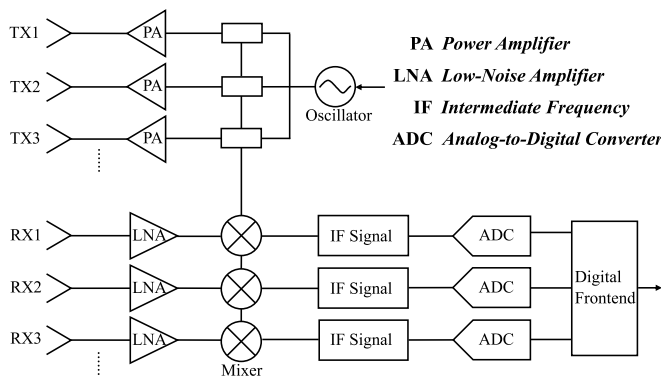 TX1
PA
TX2
PA
TX3
PA
Oscillator
PA Power Amplifier
LNA Low-Noise Amplifier
IF Intermediate Frequency
ADC Analog-to-Digital Converter
RX1
LNA
IF Signal
ADC
RX2
LNA
IF Signal
ADC
Digital
Frontend
RX3
LNA
IF Signal
ADC
Mixer